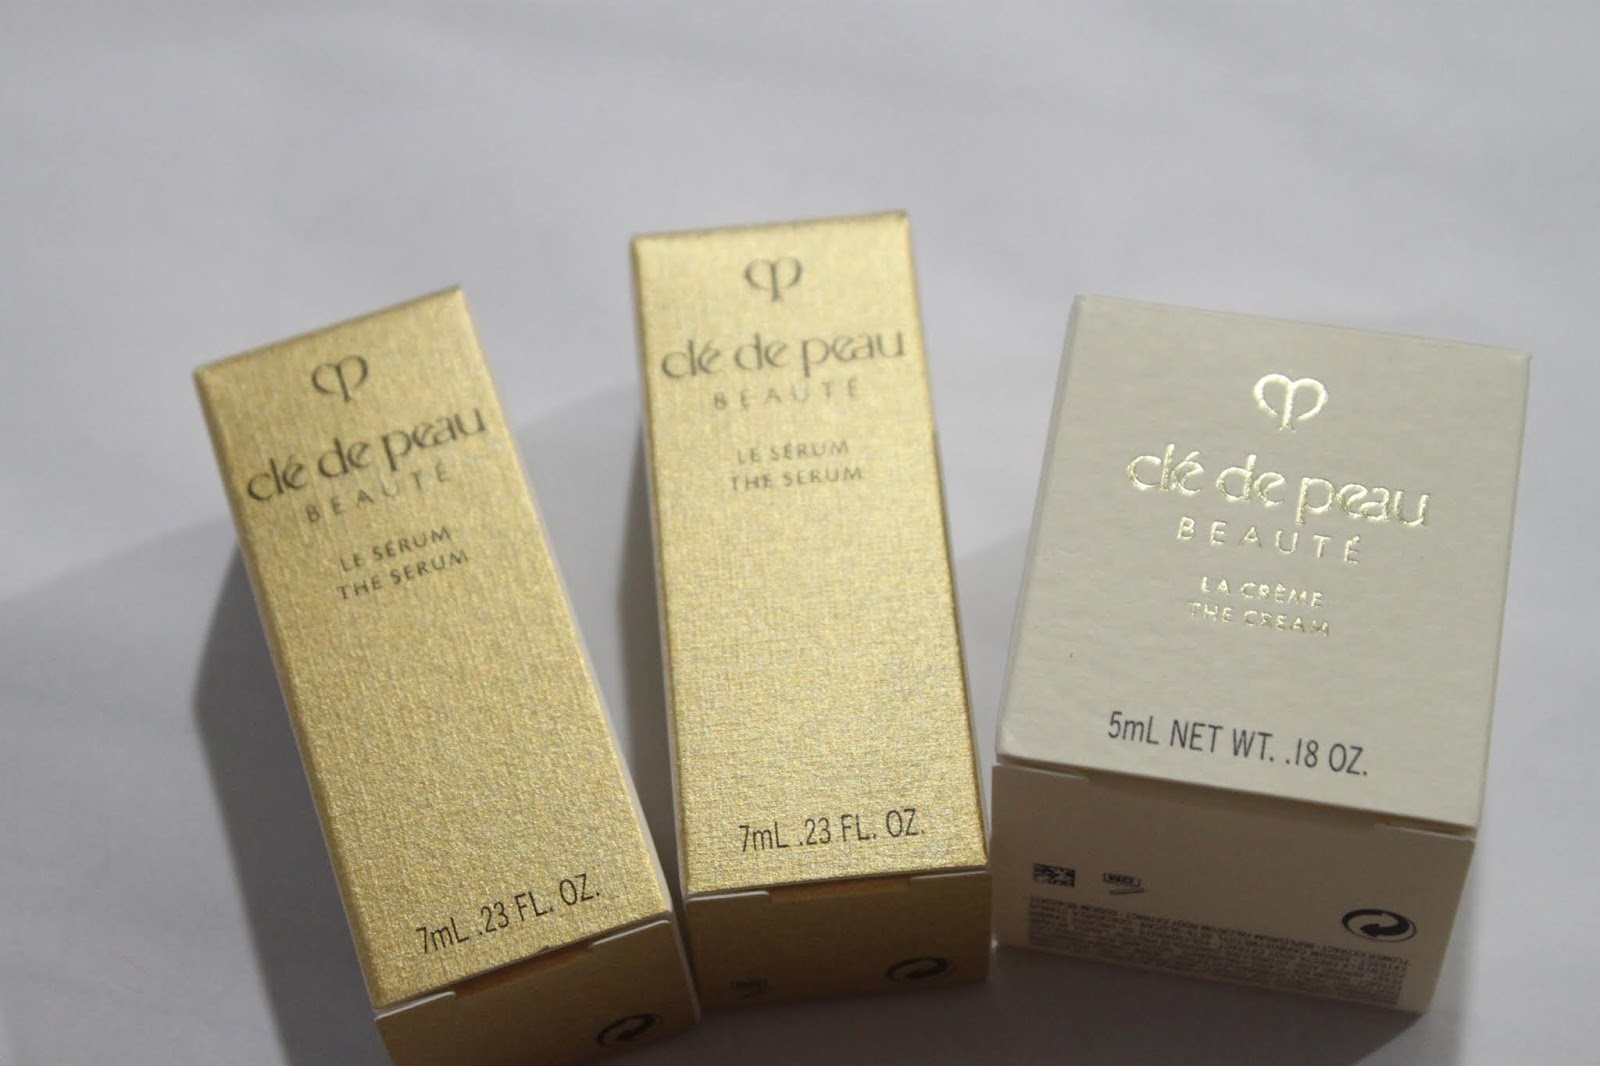 clé de peau
BEAUTÉ
LE SÉRUM
THE SERUM
7mL .23 FL. OZ.
clé de peau
BEAUTÉ
LE SÉRUM
THE SERUM
7mL .23 FL. OZ.
clé de peau
BEAUTÉ
LA CRÈME
THE CREAM
5mL NET WT. .18 OZ.